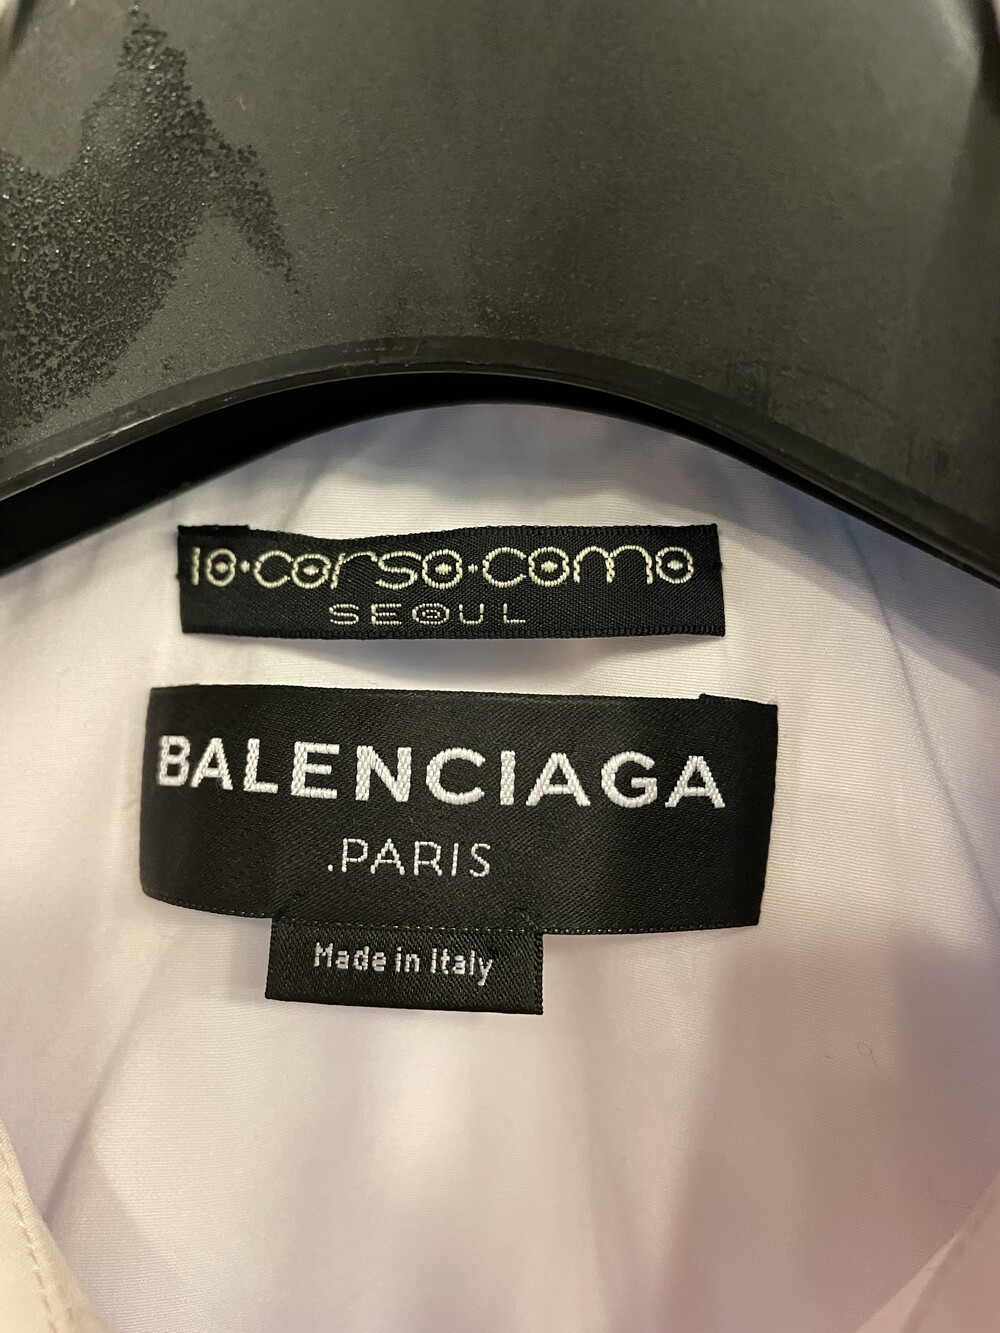 10·corso·como
SEOUL
BALENCIAGA
.PARIS
Made in Italy